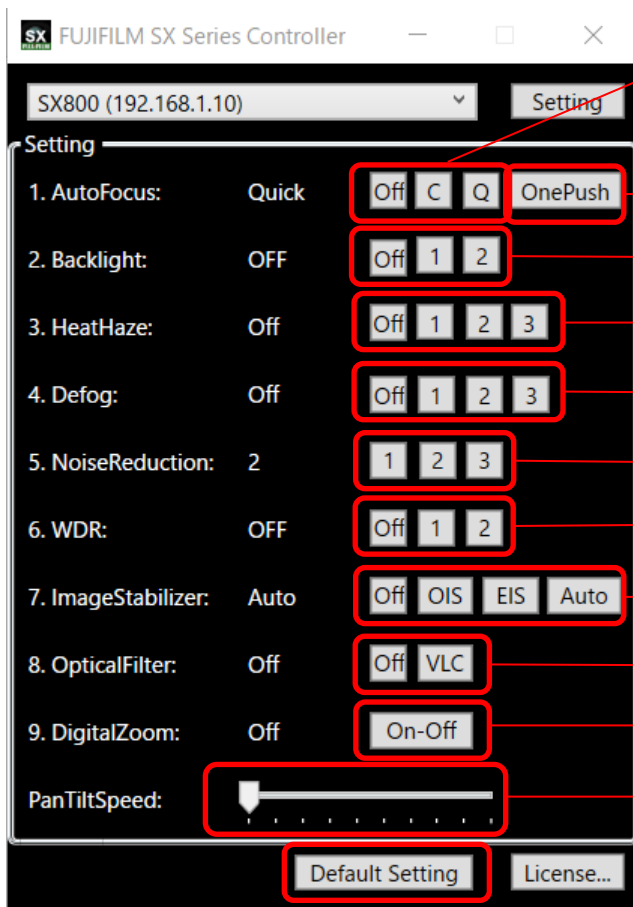 SX FUJIFILM SX Series Controller
SX800 (192.168.1.10) Setting
Setting
1. AutoFocus: Quick Off C Q OnePush
2. Backlight: OFF Off 1 2
3. HeatHaze: Off Off 1 2 3
4. Defog: Off Off 1 2 3
5. NoiseReduction: 2 1 2 3
6. WDR: OFF Off 1 2
7. ImageStabilizer: Auto Off OIS EIS Auto
8. OpticalFilter: Off Off VLC
9. DigitalZoom: Off On-Off
PanTiltSpeed:
Default Setting License...